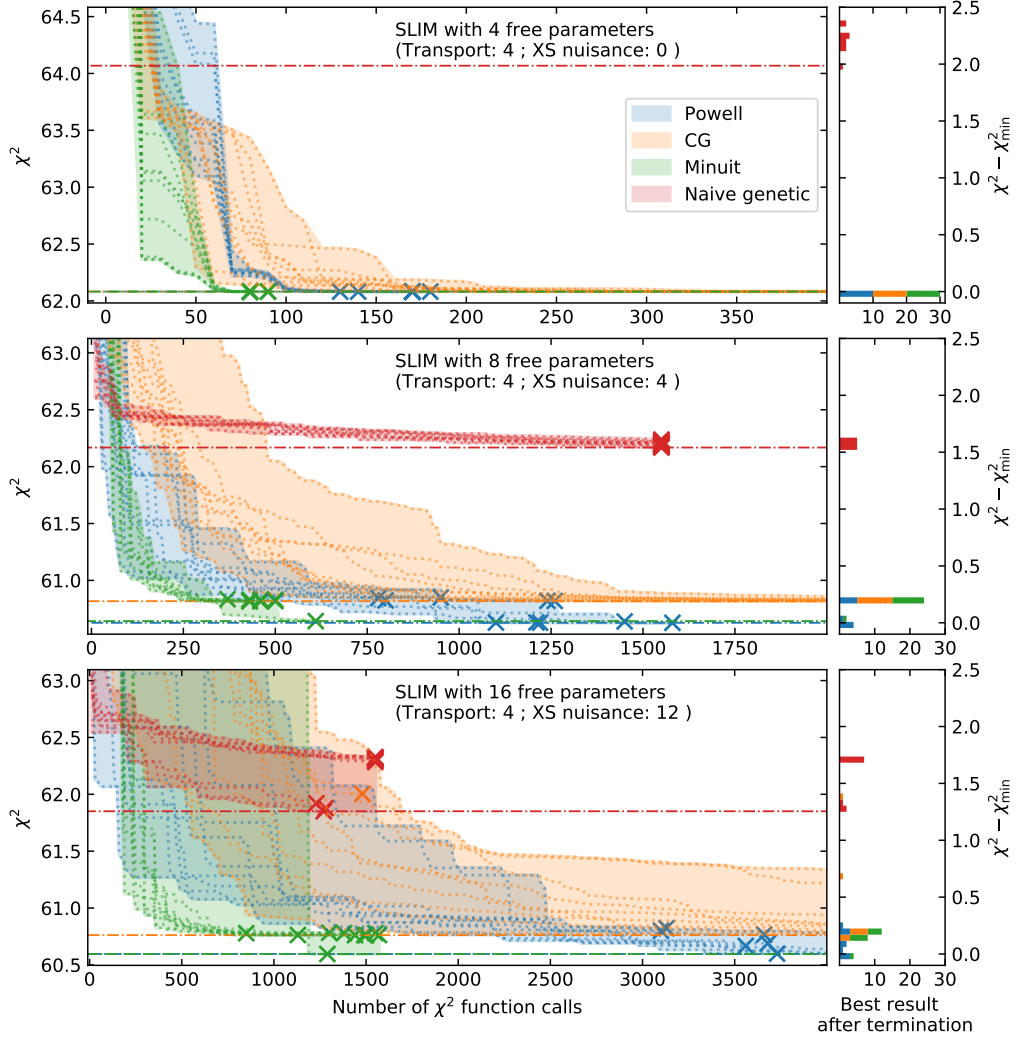 64.5
64.0
63.5
63.0
62.5
62.0
χ²
SLIM with 4 free parameters
(Transport: 4 ; XS nuisance: 0 )
Powell
CG
Minuit
Naive genetic
0 50 100 150 200 250 300 350
2.5
2.0
1.5
1.0
0.5
0.0
χ² − χ²min
10 20 30
63.0
62.5
62.0
61.5
61.0
χ²
SLIM with 8 free parameters
(Transport: 4 ; XS nuisance: 4 )
0 250 500 750 1000 1250 1500 1750
2.5
2.0
1.5
1.0
0.5
0.0
χ² − χ²min
10 20 30
63.0
62.5
62.0
61.5
61.0
60.5
χ²
SLIM with 16 free parameters
(Transport: 4 ; XS nuisance: 12 )
0 500 1000 1500 2000 2500 3000 3500
Number of χ² function calls
2.5
2.0
1.5
1.0
0.5
0.0
χ² − χ²min
10 20 30
Best result
after termination